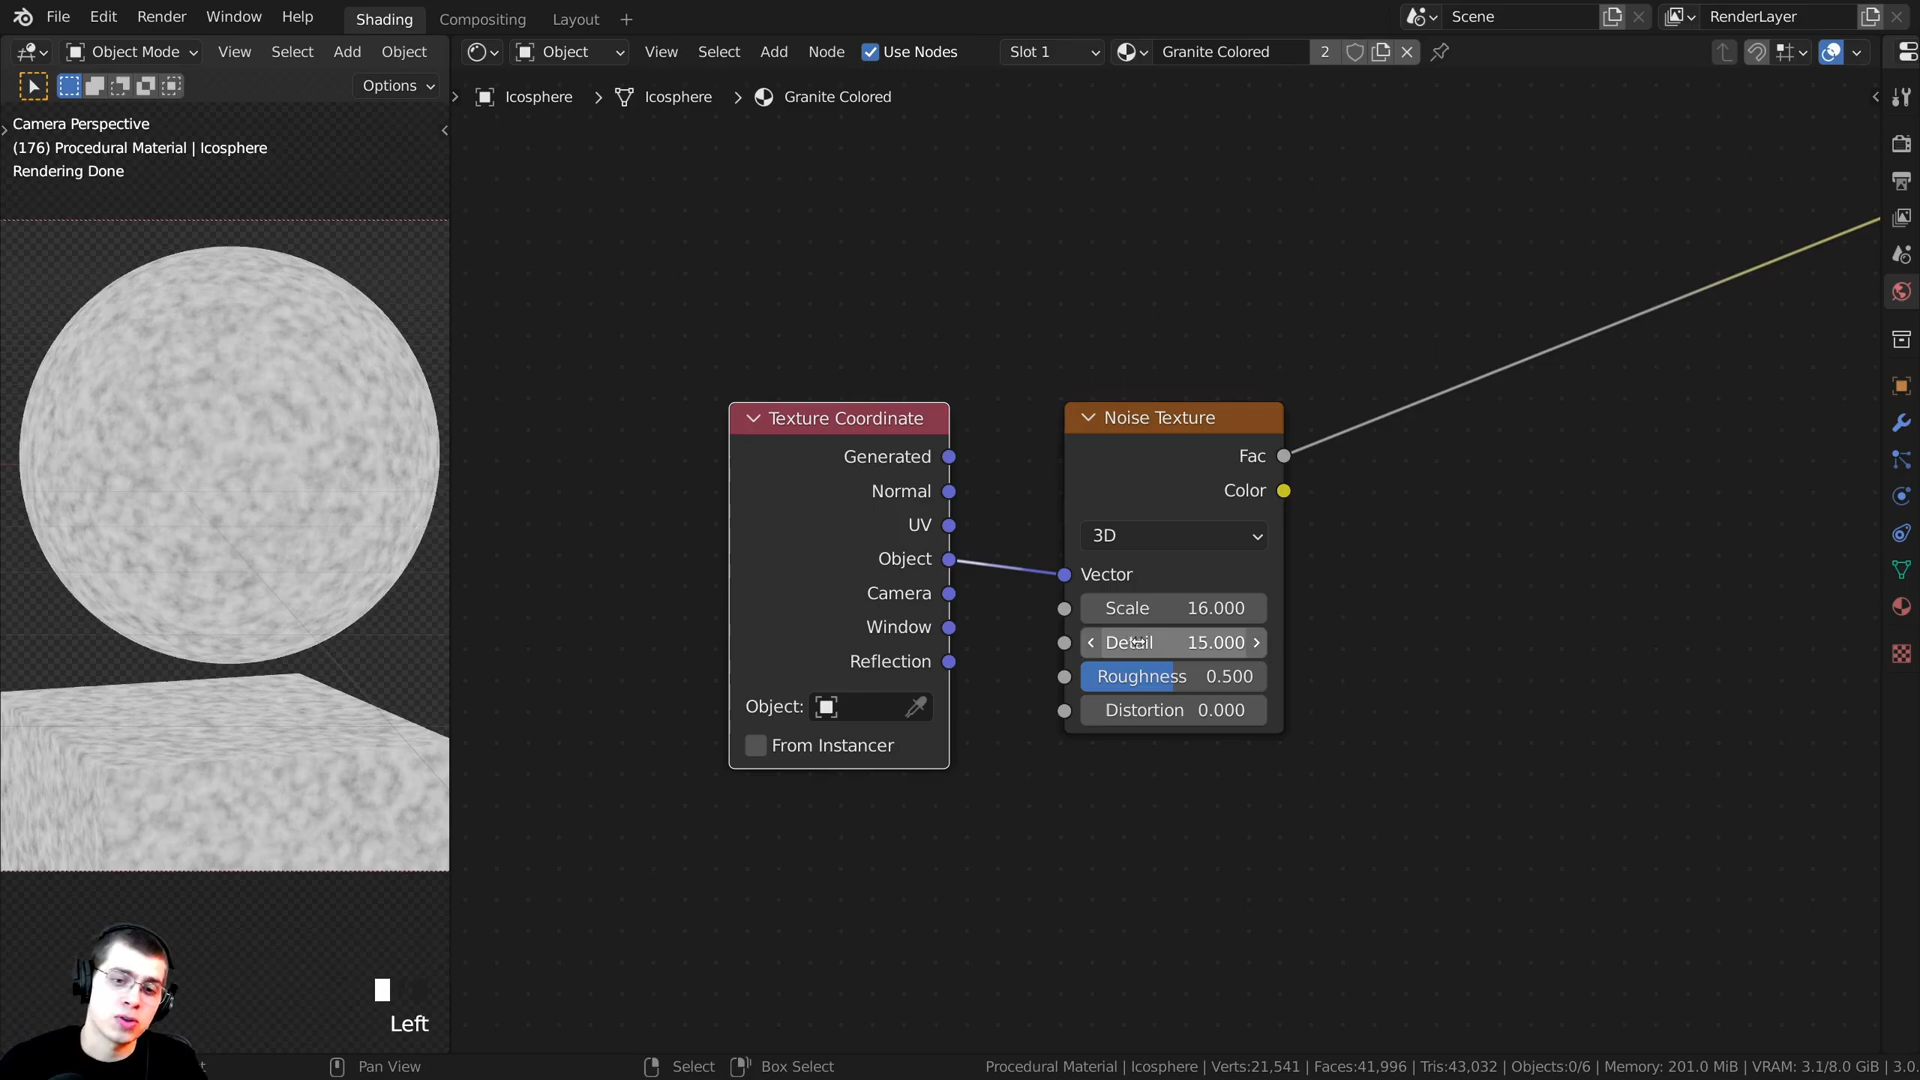 File Edit Render Window Help Shading Compositing Layout + Scene RenderLayer
Object Mode View Select Add Object Object View Select Add Node Use Nodes Slot 1 Granite Colored 2
Options
Icosphere > Icosphere > Granite Colored
Camera Perspective
(176) Procedural Material | Icosphere
Rendering Done
Texture Coordinate
Generated
Normal
UV
Object
Camera
Window
Reflection
Object:
From Instancer
Noise Texture
Fac
Color
3D
Vector
Scale 16.000
Detail 15.000
Roughness 0.500
Distortion 0.000
Left
Pan View Select Box Select Procedural Material | Icosphere | Verts:21,541 | Faces:41,996 | Tris:43,032 | Objects:0/6 | Memory: 201.0 MiB | VRAM: 3.1/8.0 GiB | 3.0